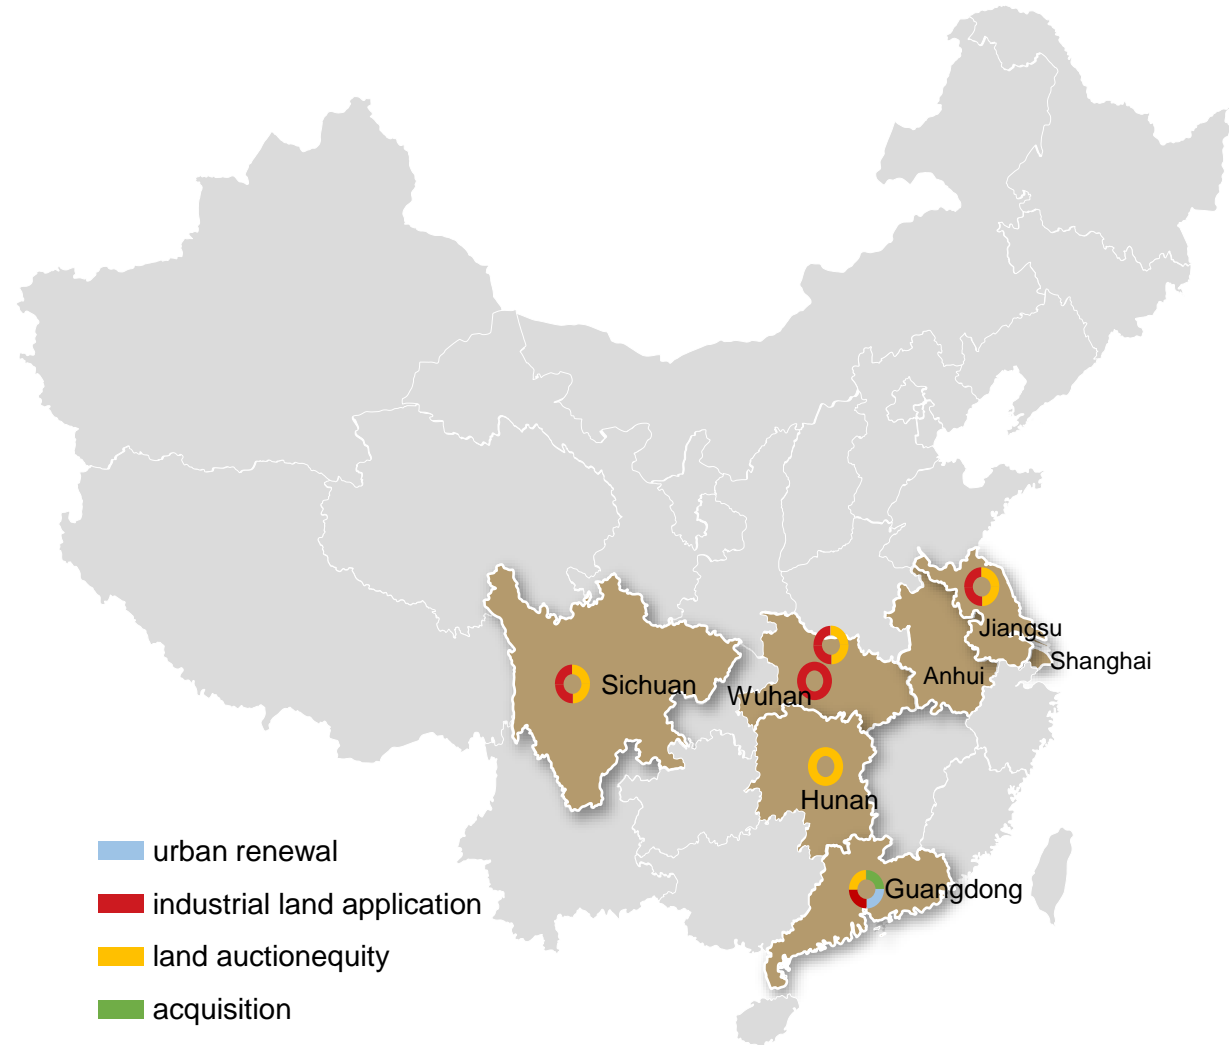 Jiangsu
Shanghai
Anhui
Sichuan
Wuhan
Hunan
Guangdong
urban renewal
industrial land application
land auctionequity
acquisition